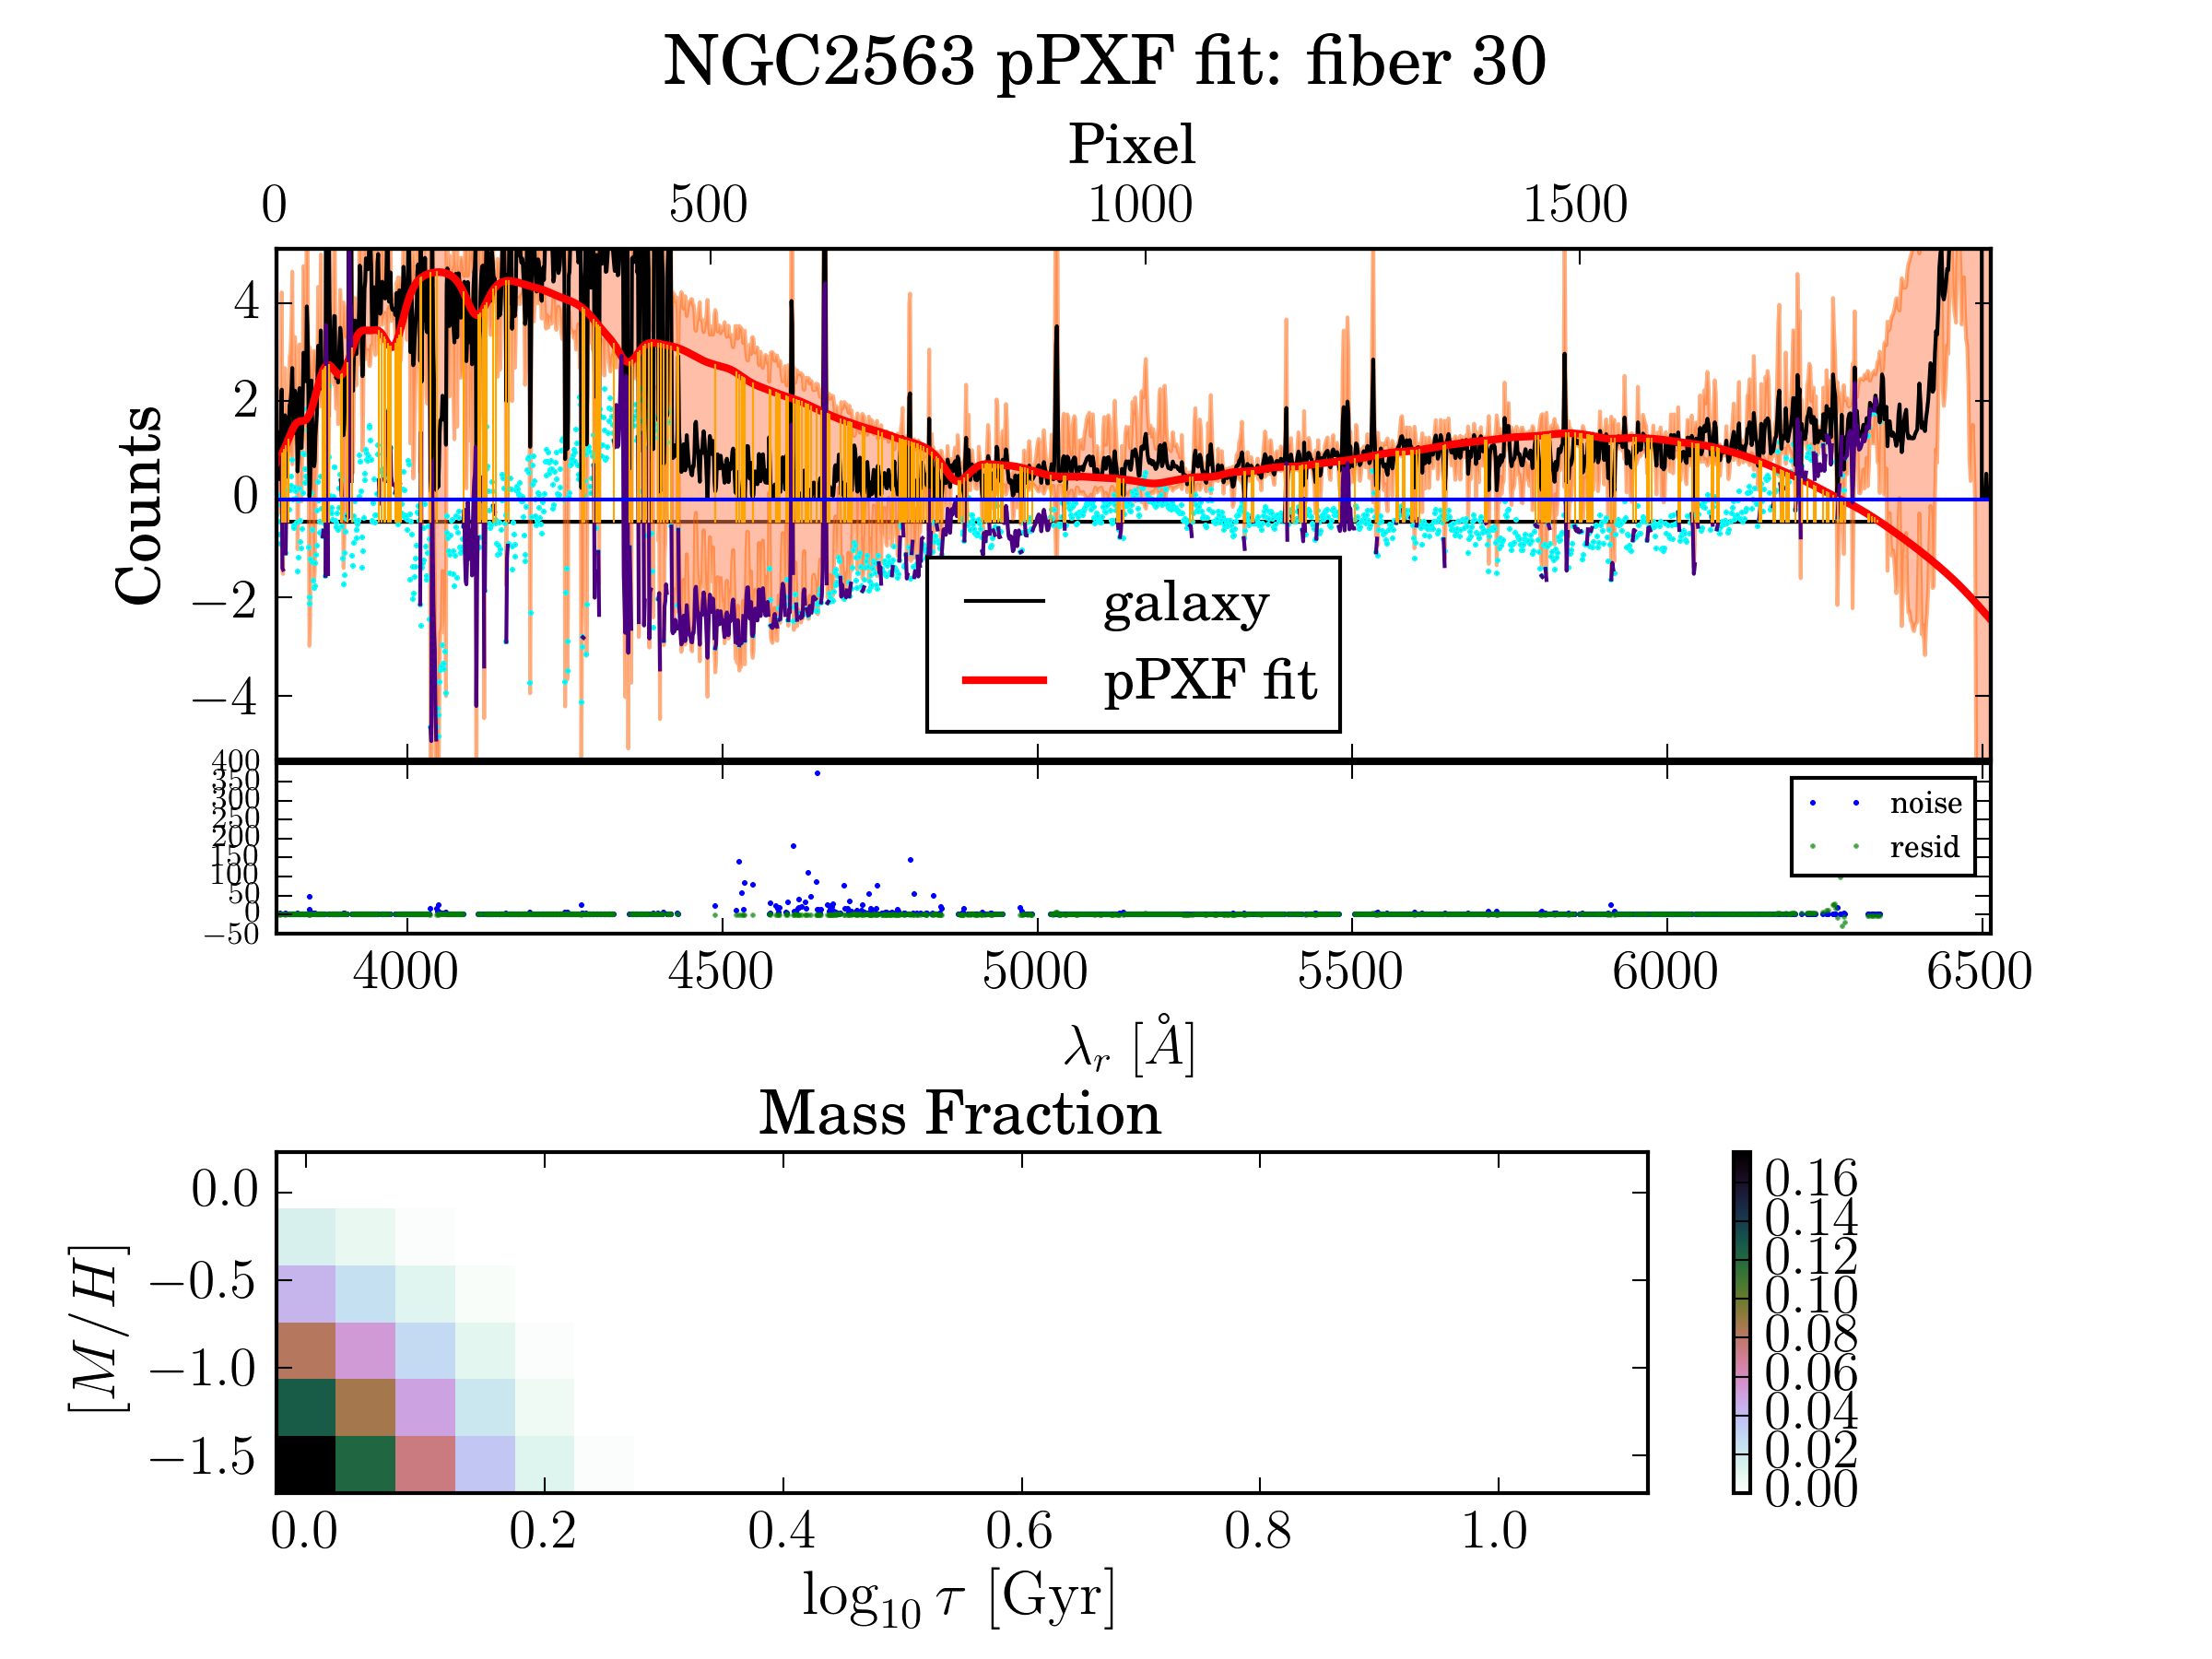 NGC2563 pPXF fit: fiber 30
Pixel
0 500 1000 1500
Counts
4
2
0
−2
−4
galaxy
pPXF fit
400
350
300
250
200
150
100
50
0
−50
noise
resid
4000 4500 5000 5500 6000 6500
λr [Å]
Mass Fraction
[M/H]
0.0
−0.5
−1.0
−1.5
0.0 0.2 0.4 0.6 0.8 1.0
log10 τ [Gyr]
0.16
0.14
0.12
0.10
0.08
0.06
0.04
0.02
0.00